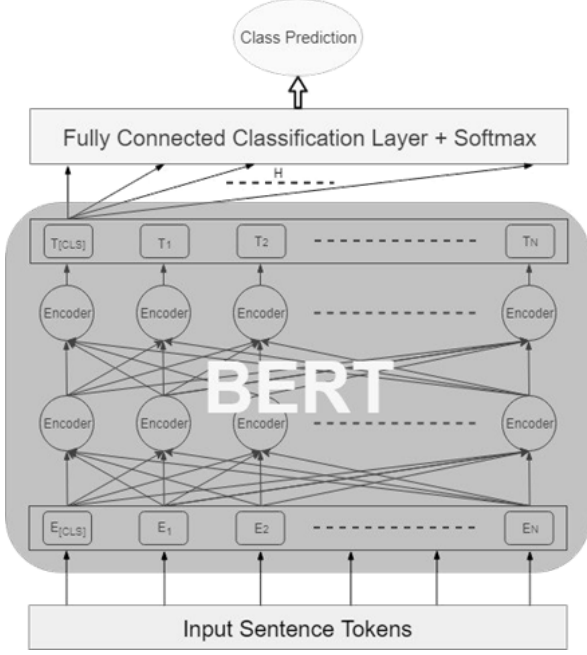 Class Prediction
Fully Connected Classification Layer + Softmax
H
T[CLS] T1 T2 TN
Encoder Encoder Encoder Encoder
BERT
Encoder Encoder Encoder Encoder
E[CLS] E1 E2 EN
Input Sentence Tokens